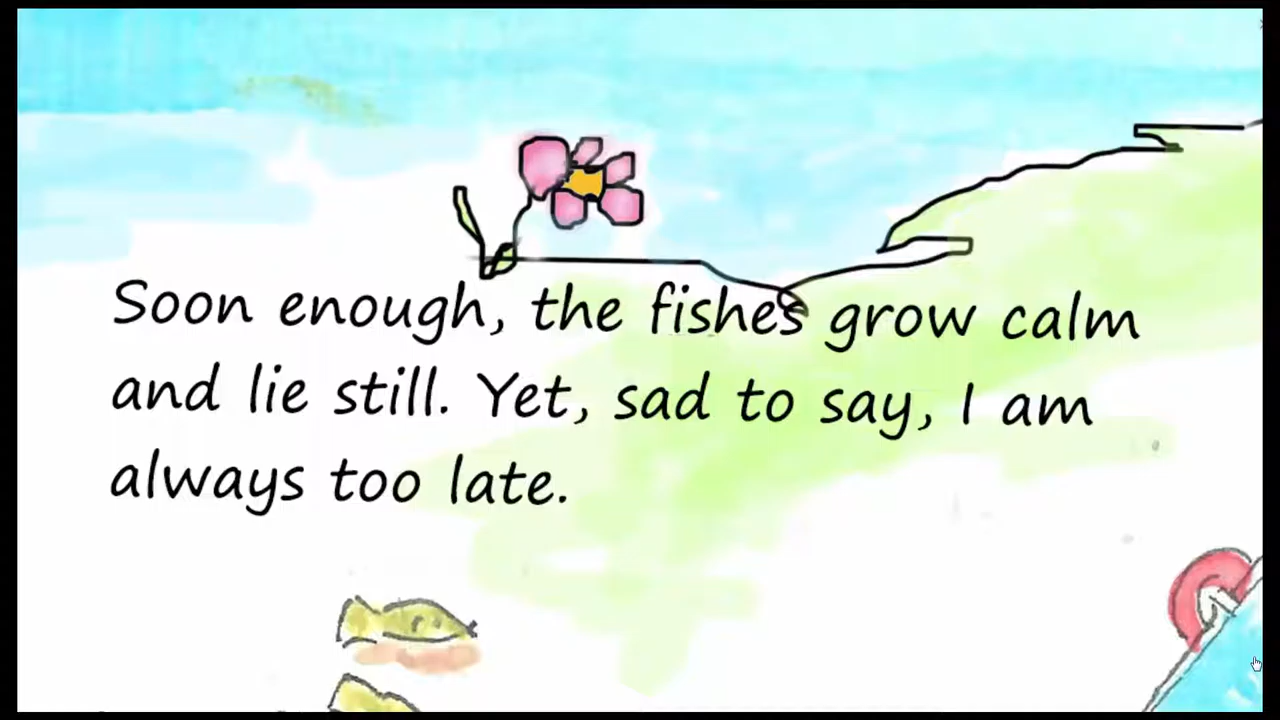 Soon enough, the fishes grow calm
and lie still. Yet, sad to say, I am
always too late.